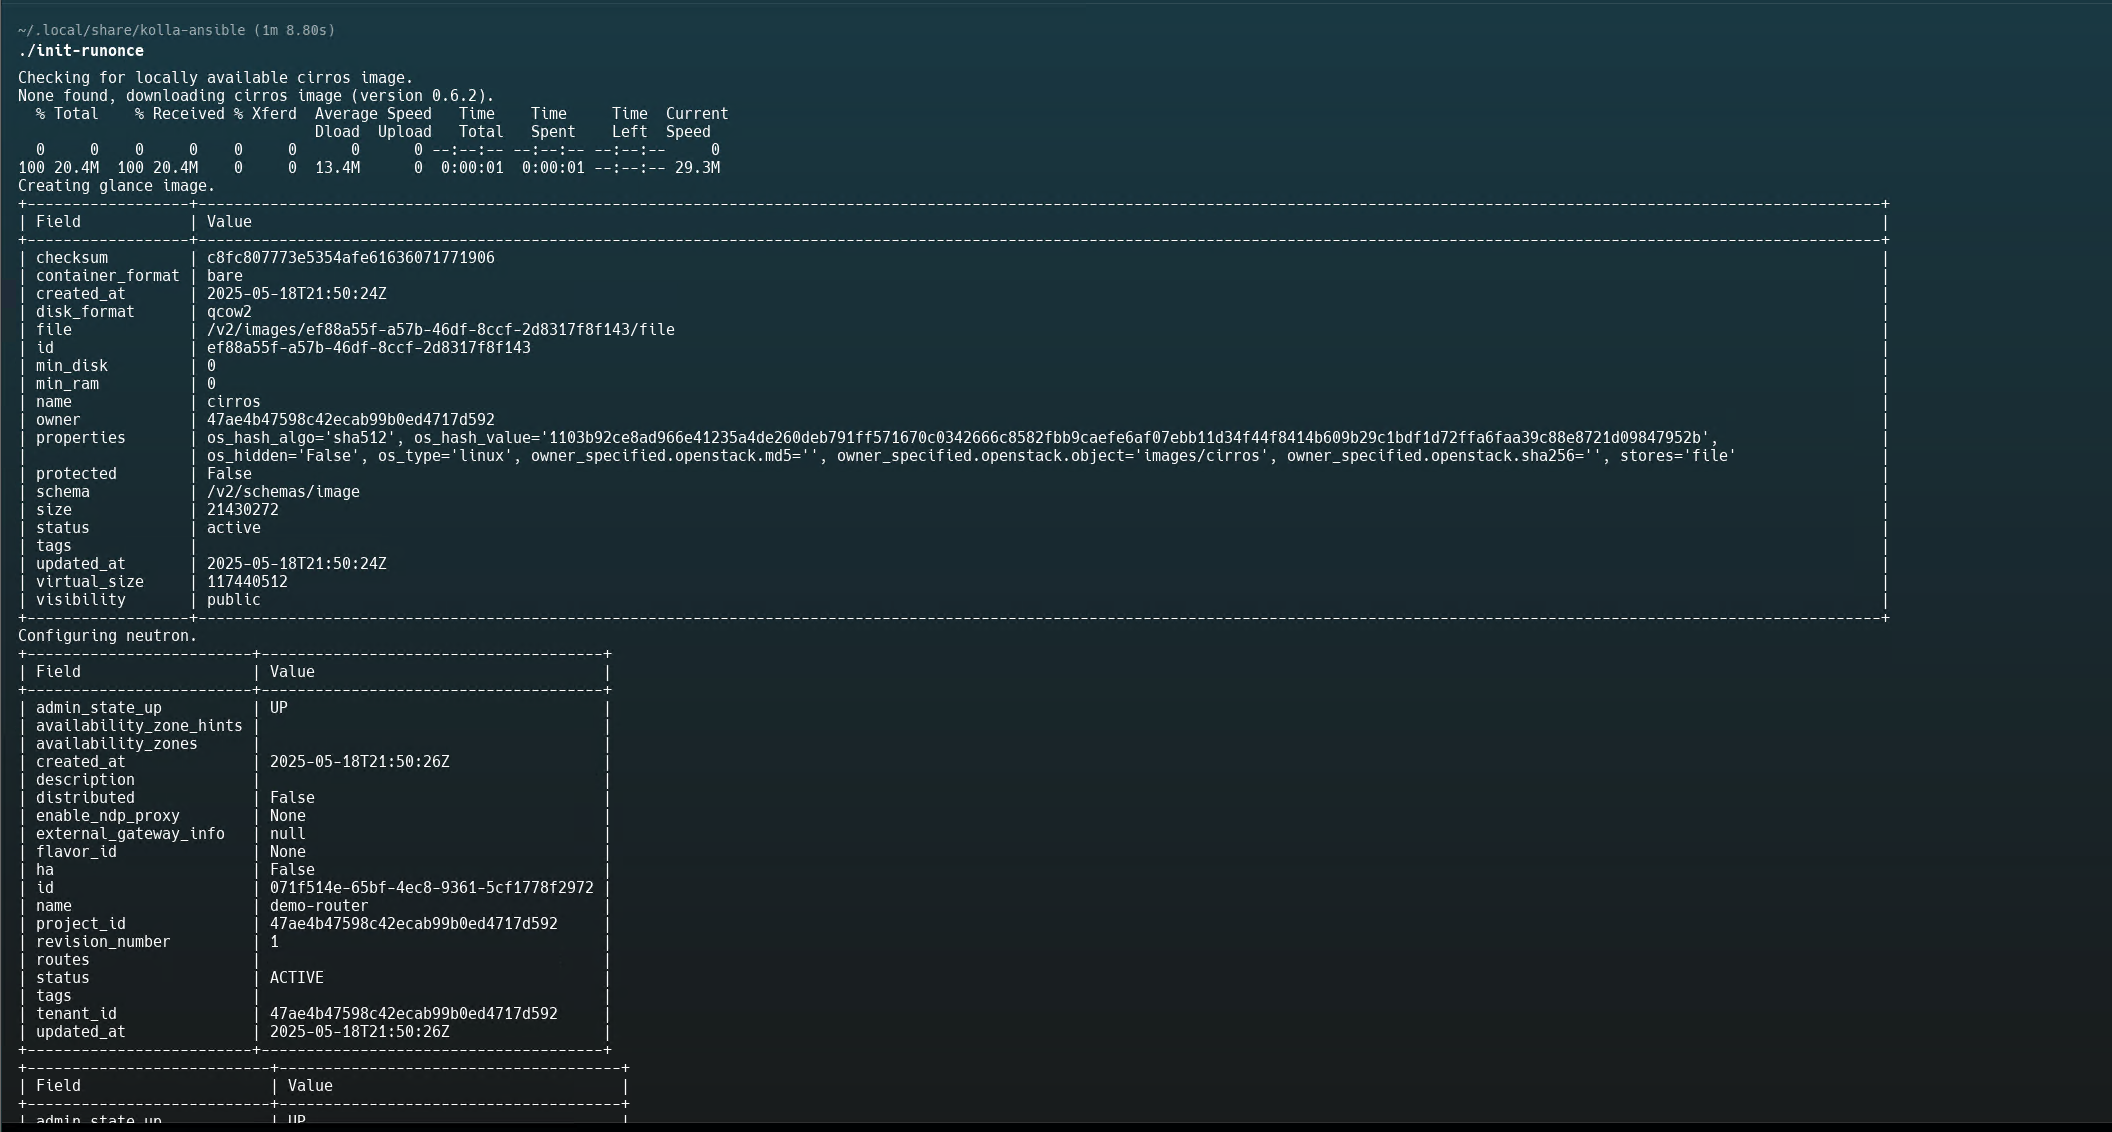 ~/.local/share/kolla-ansible (1m 8.80s)
./init-runonce
Checking for locally available cirros image.
None found, downloading cirros image (version 0.6.2).
  % Total    % Received % Xferd  Average Speed   Time    Time     Time  Current
                                 Dload  Upload   Total   Spent    Left  Speed
  0     0    0     0    0     0      0      0 --:--:-- --:--:-- --:--:--     0
100 20.4M  100 20.4M    0     0  13.4M      0  0:00:01  0:00:01 --:--:-- 29.3M
Creating glance image.
| Field            | Value |
| checksum         | c8fc807773e5354afe61636071771906 |
| container_format | bare |
| created_at       | 2025-05-18T21:50:24Z |
| disk_format      | qcow2 |
| file             | /v2/images/ef88a55f-a57b-46df-8ccf-2d8317f8f143/file |
| id               | ef88a55f-a57b-46df-8ccf-2d8317f8f143 |
| min_disk         | 0 |
| min_ram          | 0 |
| name             | cirros |
| owner            | 47ae4b47598c42ecab99b0ed4717d592 |
| properties       | os_hash_algo='sha512', os_hash_value='1103b92ce8ad966e41235a4de260deb791ff571670c0342666c8582fbb9caefe6af07ebb11d34f44f8414b609b29c1bdf1d72ffa6faa39c88e8721d09847952b', |
|                  | os_hidden='False', os_type='linux', owner_specified.openstack.md5='', owner_specified.openstack.object='images/cirros', owner_specified.openstack.sha256='', stores='file' |
| protected        | False |
| schema           | /v2/schemas/image |
| size             | 21430272 |
| status           | active |
| tags             | |
| updated_at       | 2025-05-18T21:50:24Z |
| virtual_size     | 117440512 |
| visibility       | public |
Configuring neutron.
| Field                   | Value |
| admin_state_up          | UP |
| availability_zone_hints | |
| availability_zones      | |
| created_at              | 2025-05-18T21:50:26Z |
| description             | |
| distributed             | False |
| enable_ndp_proxy        | None |
| external_gateway_info   | null |
| flavor_id               | None |
| ha                      | False |
| id                      | 071f514e-65bf-4ec8-9361-5cf1778f2972 |
| name                    | demo-router |
| project_id              | 47ae4b47598c42ecab99b0ed4717d592 |
| revision_number         | 1 |
| routes                  | |
| status                  | ACTIVE |
| tags                    | |
| tenant_id               | 47ae4b47598c42ecab99b0ed4717d592 |
| updated_at              | 2025-05-18T21:50:26Z |
| Field                     | Value |
| admin_state_up            | UP |